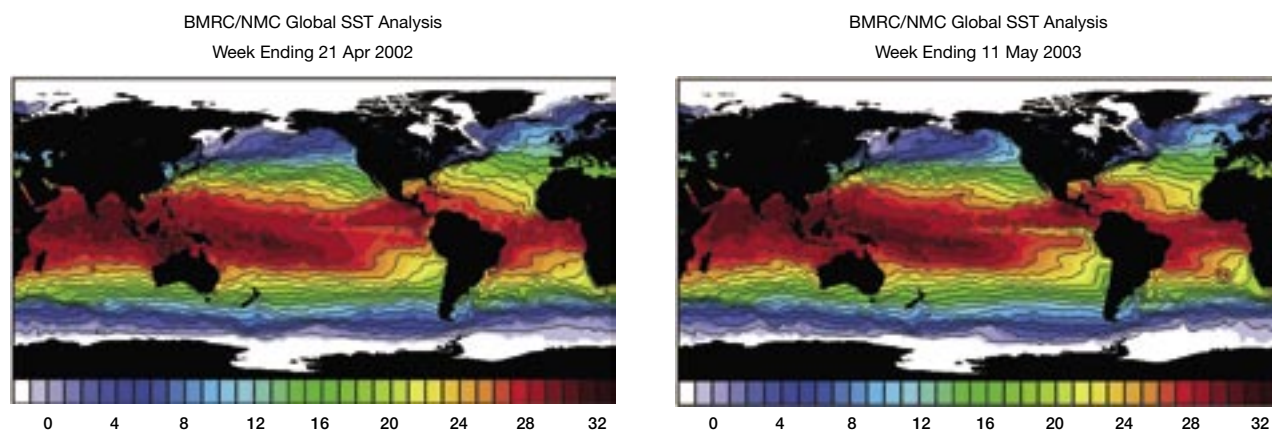 BMRC/NMC Global SST Analysis
Week Ending 21 Apr 2002
0 4 8 12 16 20 24 28 32
BMRC/NMC Global SST Analysis
Week Ending 11 May 2003
0 4 8 12 16 20 24 28 32